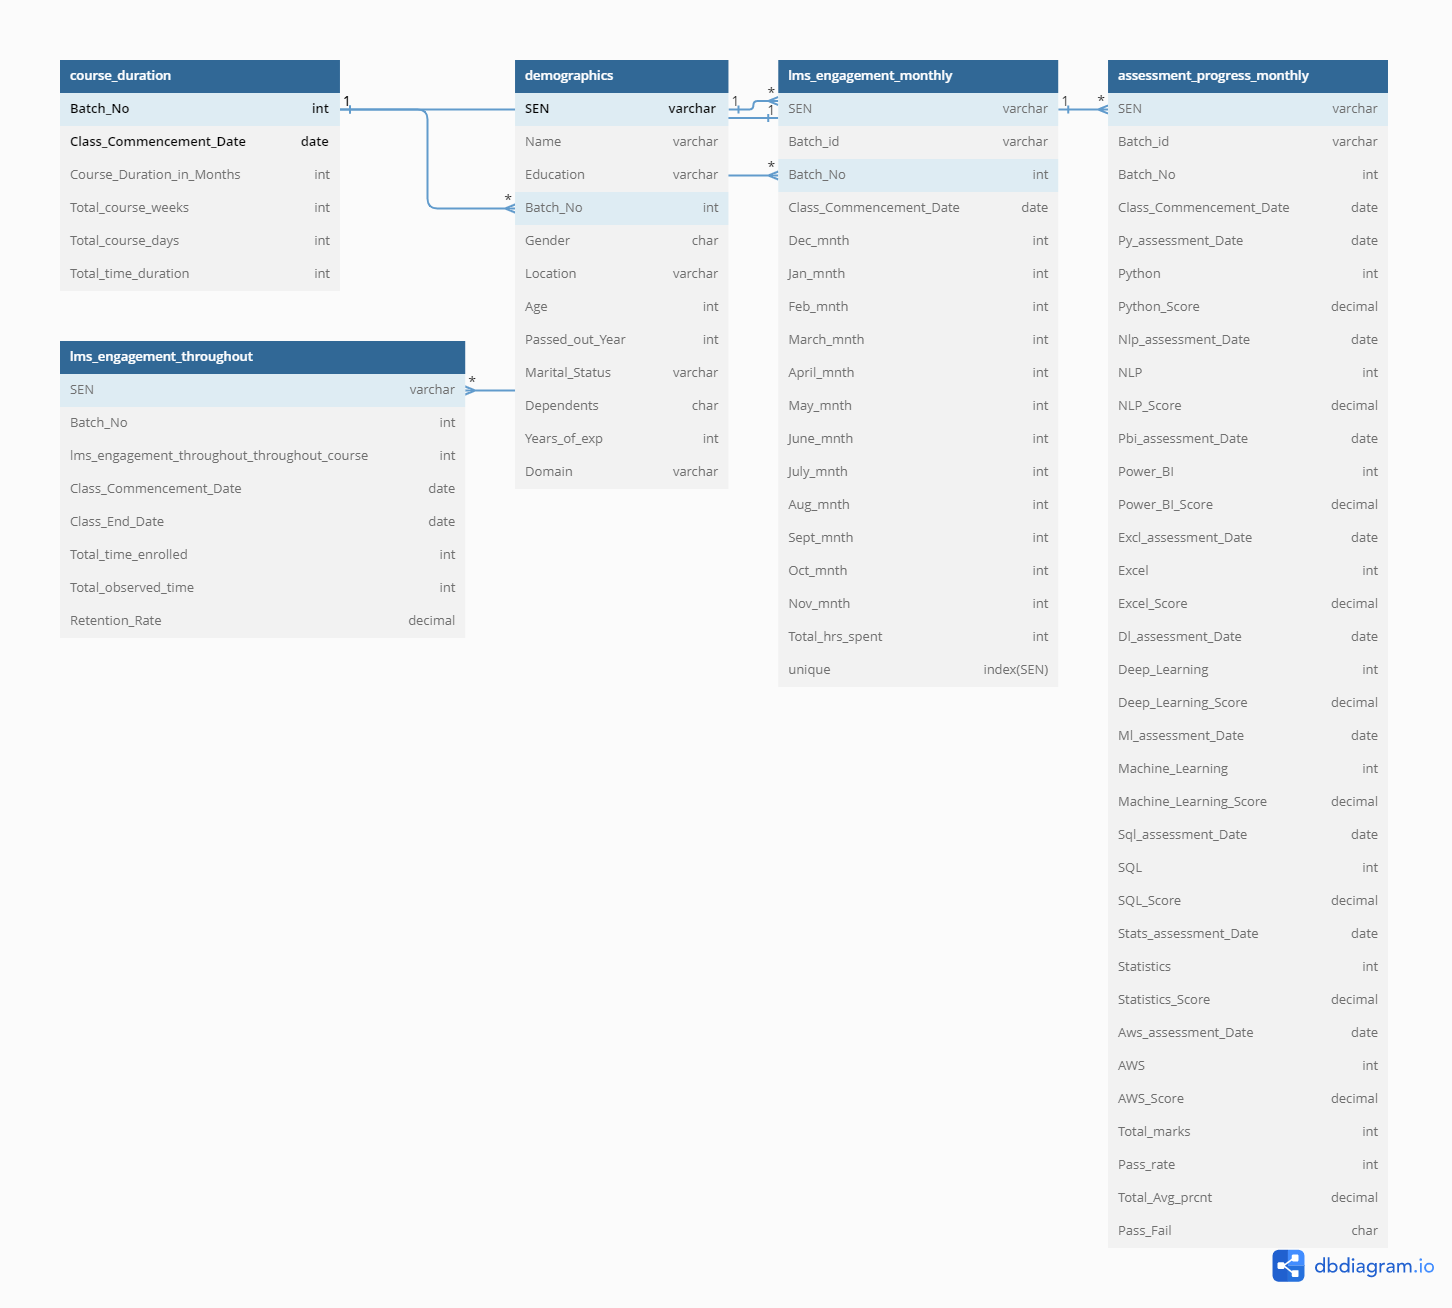 course_duration
Batch_No int
Class_Commencement_Date date
Course_Duration_in_Months int
Total_course_weeks int
Total_course_days int
Total_time_duration int
1
*
lms_engagement_throughout
SEN varchar
Batch_No int
lms_engagement_throughout_throughout_course int
Class_Commencement_Date date
Class_End_Date date
Total_time_enrolled int
Total_observed_time int
Retention_Rate decimal
*
demographics
SEN varchar
Name varchar
Education varchar
Batch_No int
Gender char
Location varchar
Age int
Passed_out_Year int
Marital_Status varchar
Dependents char
Years_of_exp int
Domain varchar
1
*
1
*
lms_engagement_monthly
SEN varchar
Batch_id varchar
Batch_No int
Class_Commencement_Date date
Dec_mnth int
Jan_mnth int
Feb_mnth int
March_mnth int
April_mnth int
May_mnth int
June_mnth int
July_mnth int
Aug_mnth int
Sept_mnth int
Oct_mnth int
Nov_mnth int
Total_hrs_spent int
unique index(SEN)
1
*
assessment_progress_monthly
SEN varchar
Batch_id varchar
Batch_No int
Class_Commencement_Date date
Py_assessment_Date date
Python int
Python_Score decimal
Nlp_assessment_Date date
NLP int
NLP_Score decimal
Pbi_assessment_Date date
Power_BI int
Power_BI_Score decimal
Excl_assessment_Date date
Excel int
Excel_Score decimal
Dl_assessment_Date date
Deep_Learning int
Deep_Learning_Score decimal
Ml_assessment_Date date
Machine_Learning int
Machine_Learning_Score decimal
Sql_assessment_Date date
SQL int
SQL_Score decimal
Stats_assessment_Date date
Statistics int
Statistics_Score decimal
Aws_assessment_Date date
AWS int
AWS_Score decimal
Total_marks int
Pass_rate int
Total_Avg_prcnt decimal
Pass_Fail char
dbdiagram.io